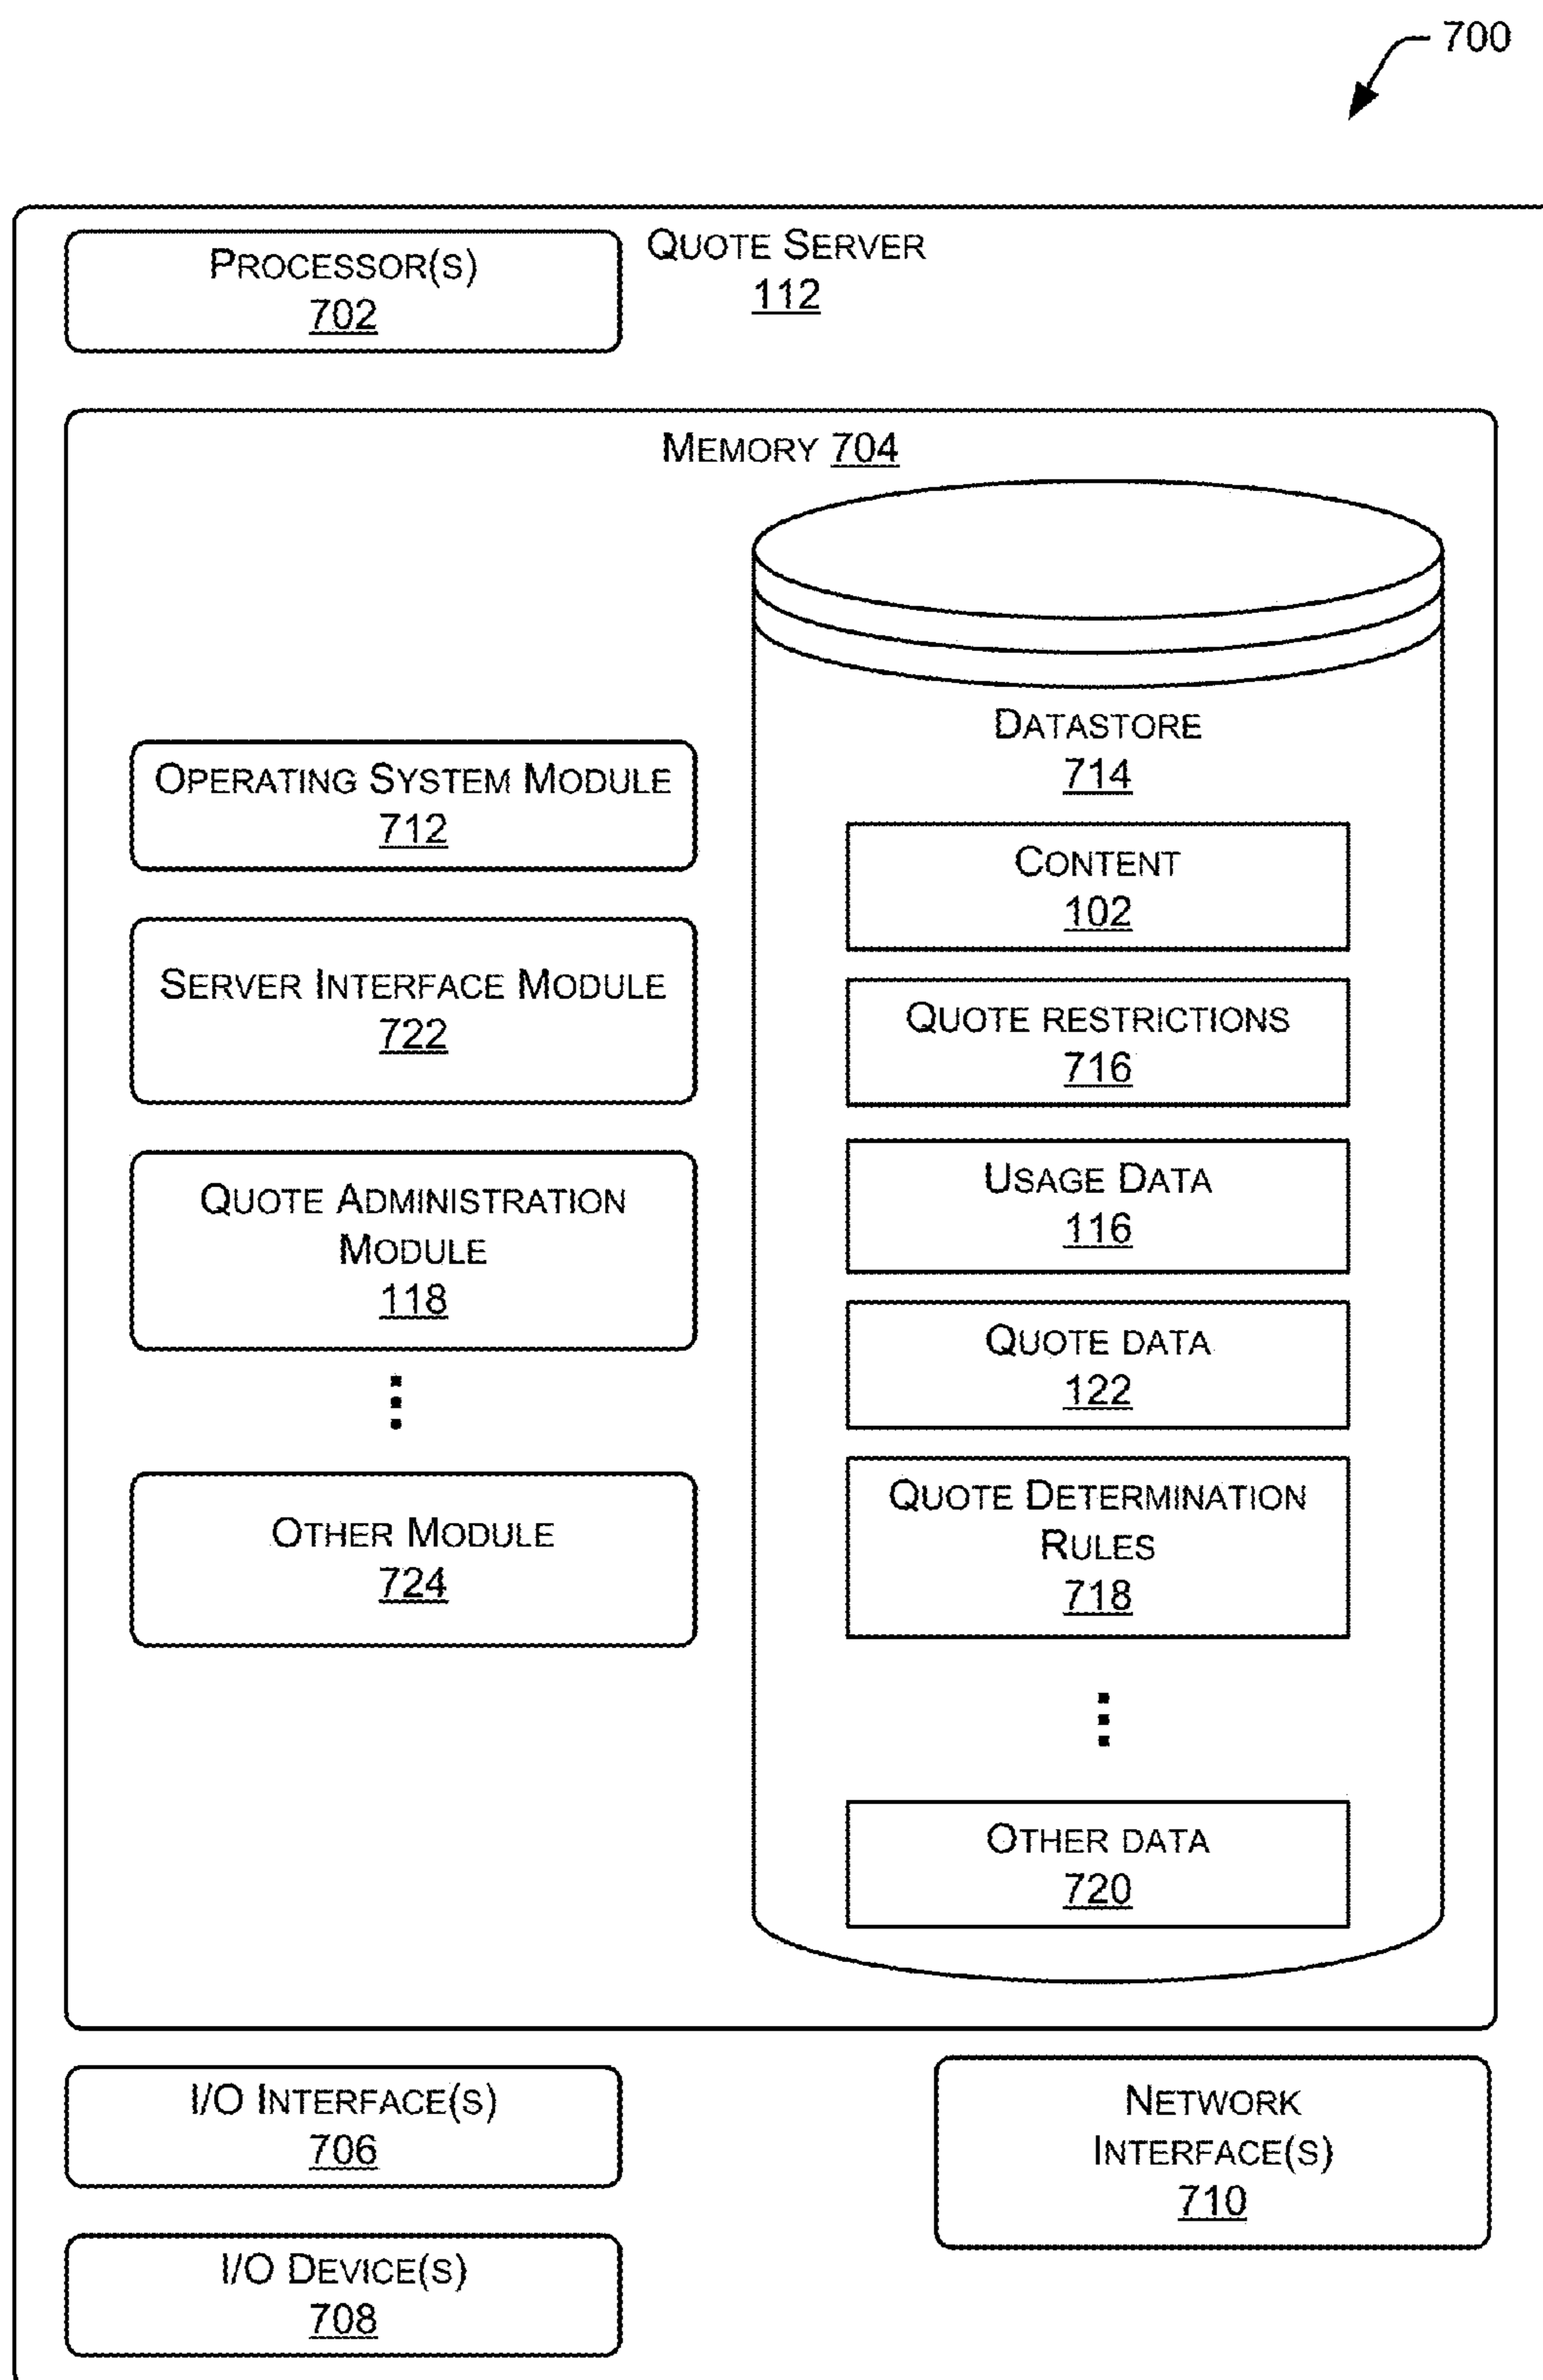 700
PROCESSOR(S)
702
QUOTE SERVER
112
MEMORY 704
OPERATING SYSTEM MODULE
712
SERVER INTERFACE MODULE
722
QUOTE ADMINISTRATION
MODULE
118
OTHER MODULE
724
DATASTORE
714
CONTENT
102
QUOTE RESTRICTIONS
716
USAGE DATA
116
QUOTE DATA
122
QUOTE DETERMINATION
RULES
718
OTHER DATA
720
I/O INTERFACE(S)
706
I/O DEVICE(S)
708
NETWORK
INTERFACE(S)
710